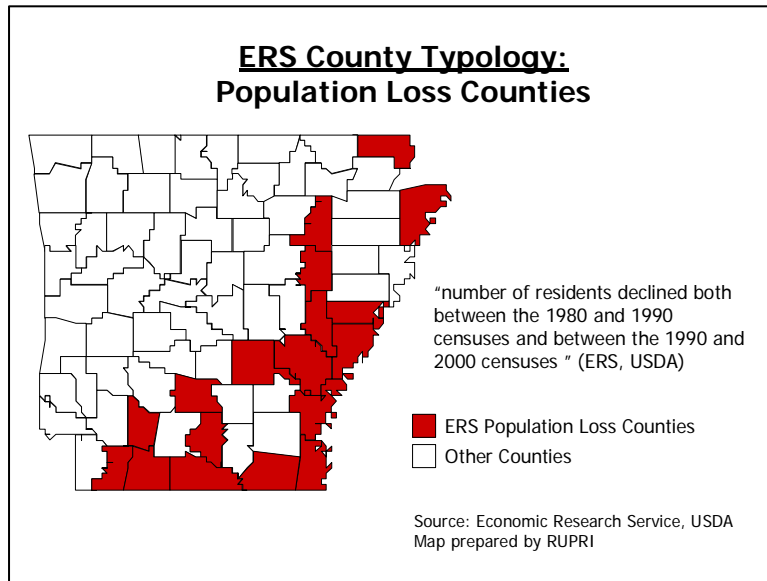 ERS County Typology:
Population Loss Counties
"number of residents declined both
between the 1980 and 1990
censuses and between the 1990 and
2000 censuses " (ERS, USDA)
ERS Population Loss Counties
Other Counties
Source: Economic Research Service, USDA
Map prepared by RUPRI